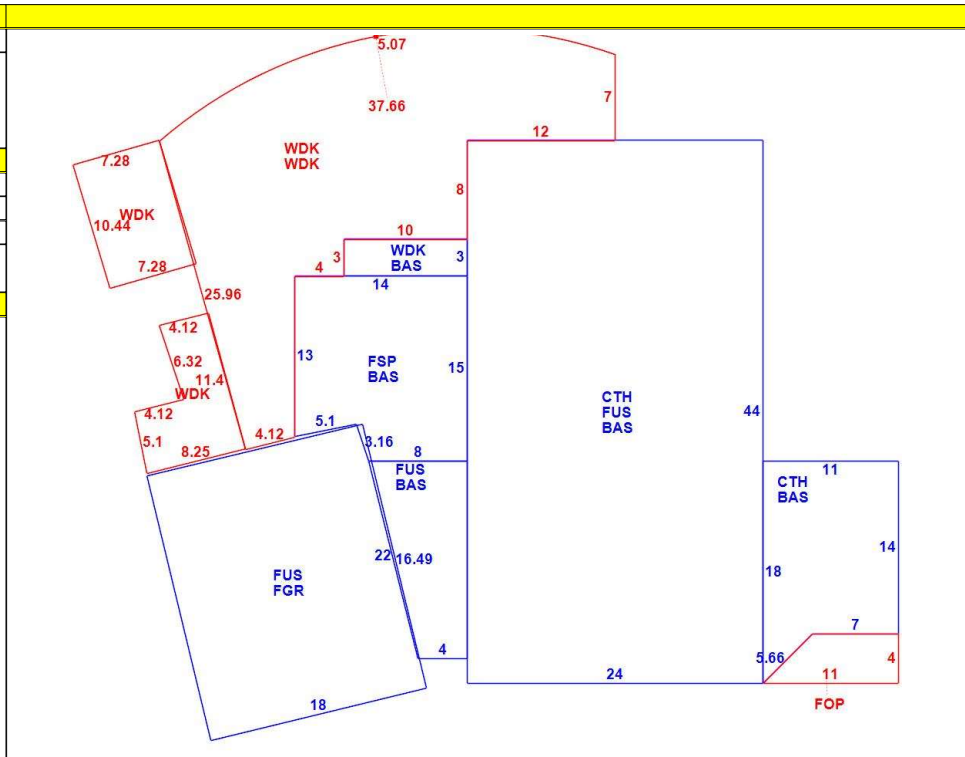 5.07
37.66
7
12
WDK
WDK
7.28
8
WDK
10.44
10
3
WDK
BAS
3
7.28
4
14
25.96
4.12
13
FSP
BAS
15
6.32
11.4
WDK
CTH
FUS
BAS
44
4.12
5.1
5.1
4.12
3.16
8
8.25
FUS
BAS
11
CTH
BAS
22
16.49
14
18
FUS
FGR
7
4
5.66
4
24
11
18
FOP